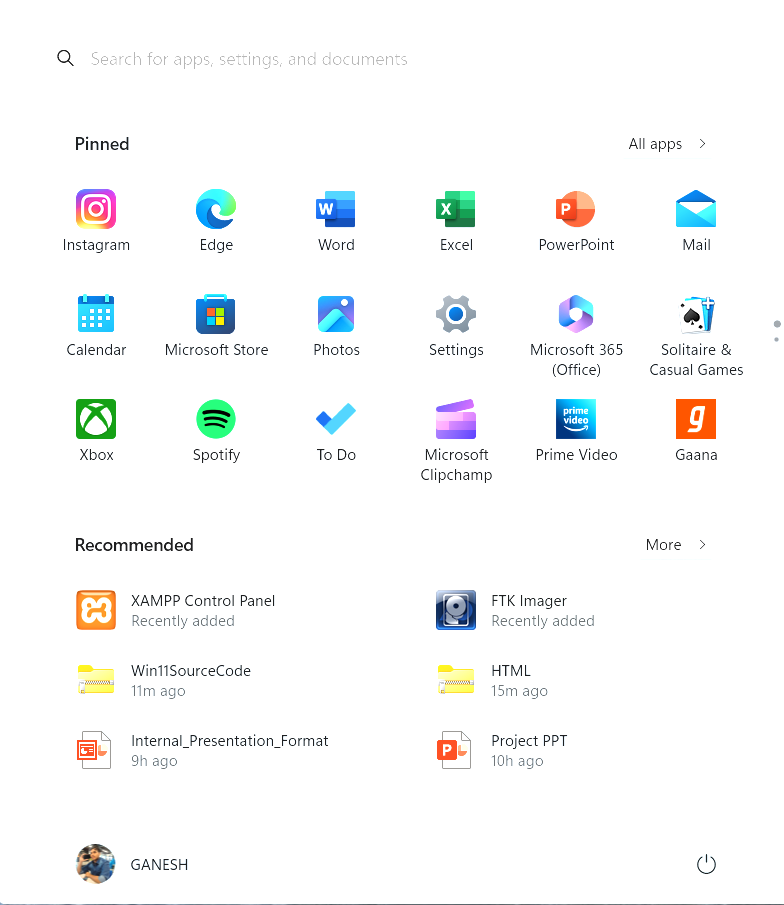 Search for apps, settings, and documents
Pinned
All apps
Instagram
Edge
Word
Excel
PowerPoint
Mail
Calendar
Microsoft Store
Photos
Settings
Microsoft 365
(Office)
Solitaire &
Casual Games
Xbox
Spotify
To Do
Microsoft
Clipchamp
prime
video
Prime Video
Gaana
Recommended
More
XAMPP Control Panel
Recently added
FTK Imager
Recently added
Win11SourceCode
11m ago
HTML
15m ago
Internal_Presentation_Format
9h ago
Project PPT
10h ago
GANESH